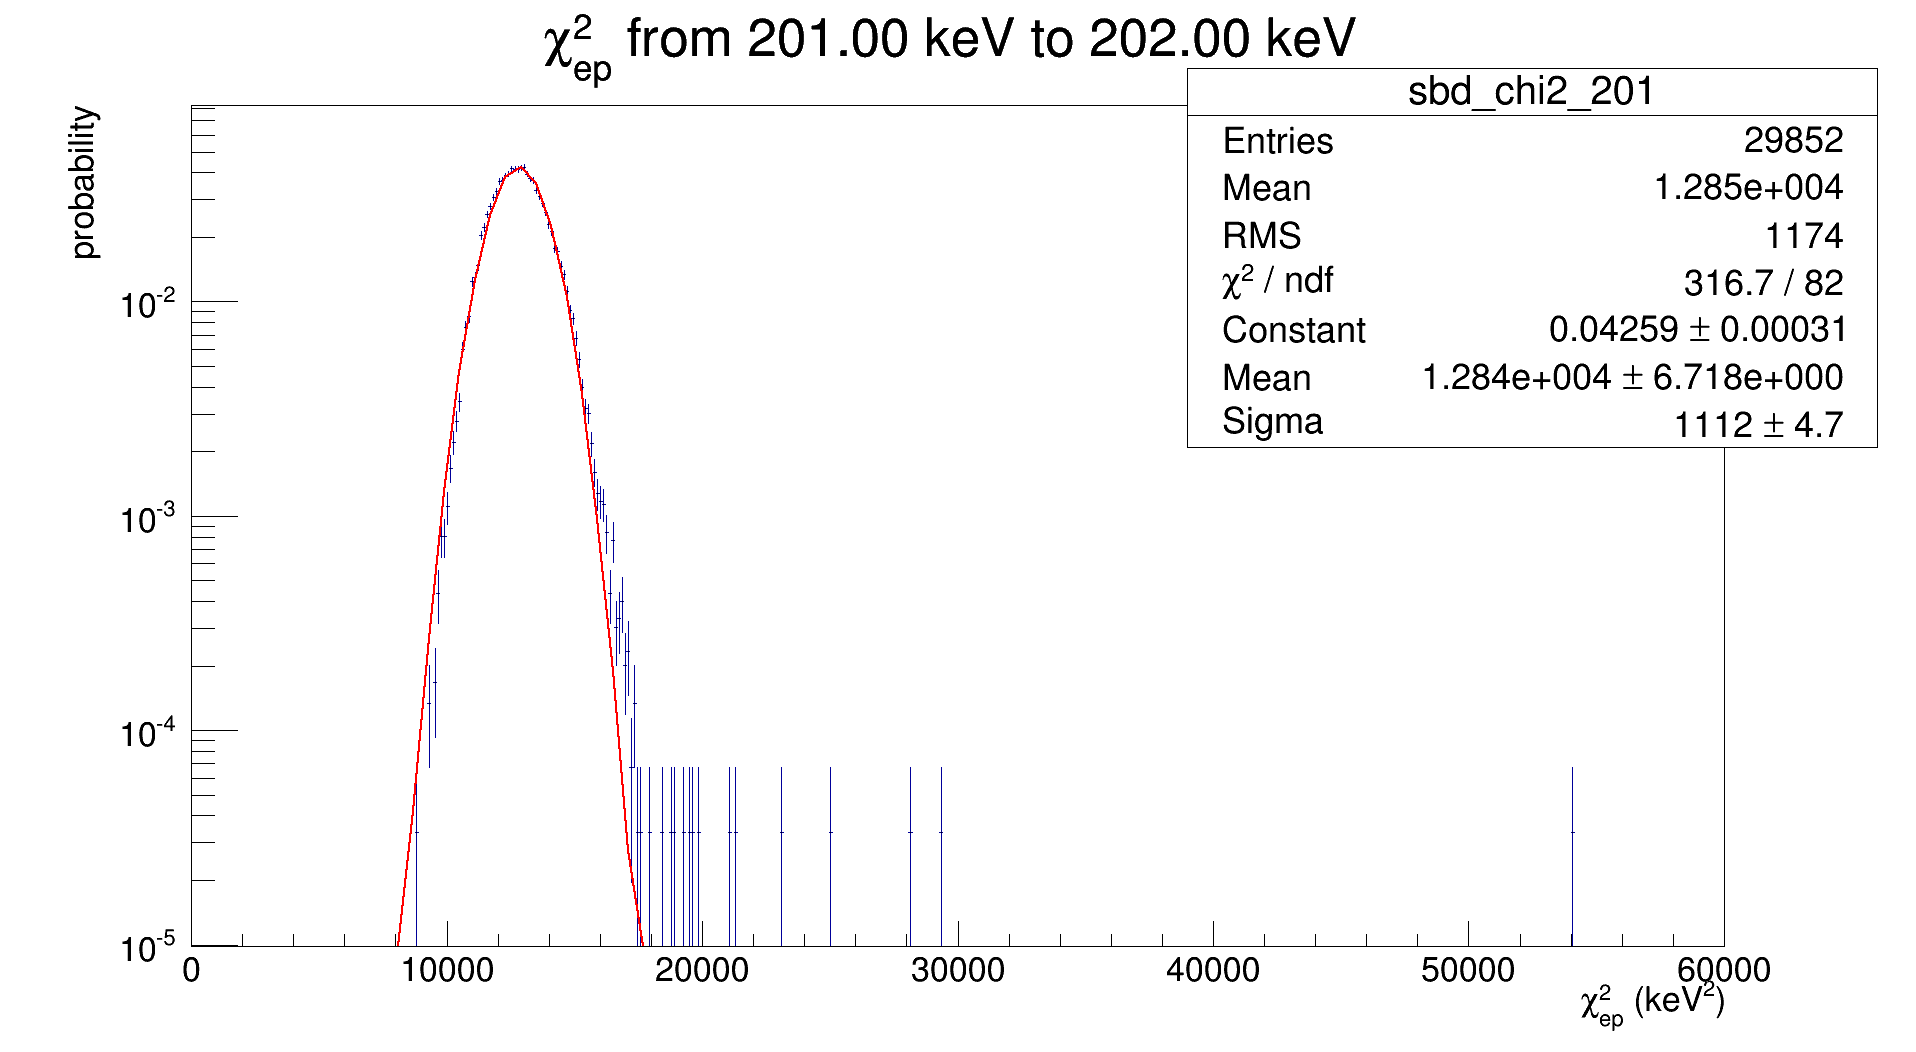 χ²ep from 201.00 keV to 202.00 keV
probability
sbd_chi2_201
Entries 29852
Mean 1.285e+004
RMS 1174
χ² / ndf 316.7 / 82
Constant 0.04259 ± 0.00031
Mean 1.284e+004 ± 6.718e+000
Sigma 1112 ± 4.7
10⁻²
10⁻³
10⁻⁴
10⁻⁵
0 10000 20000 30000 40000 50000 60000
χ²ep (keV²)